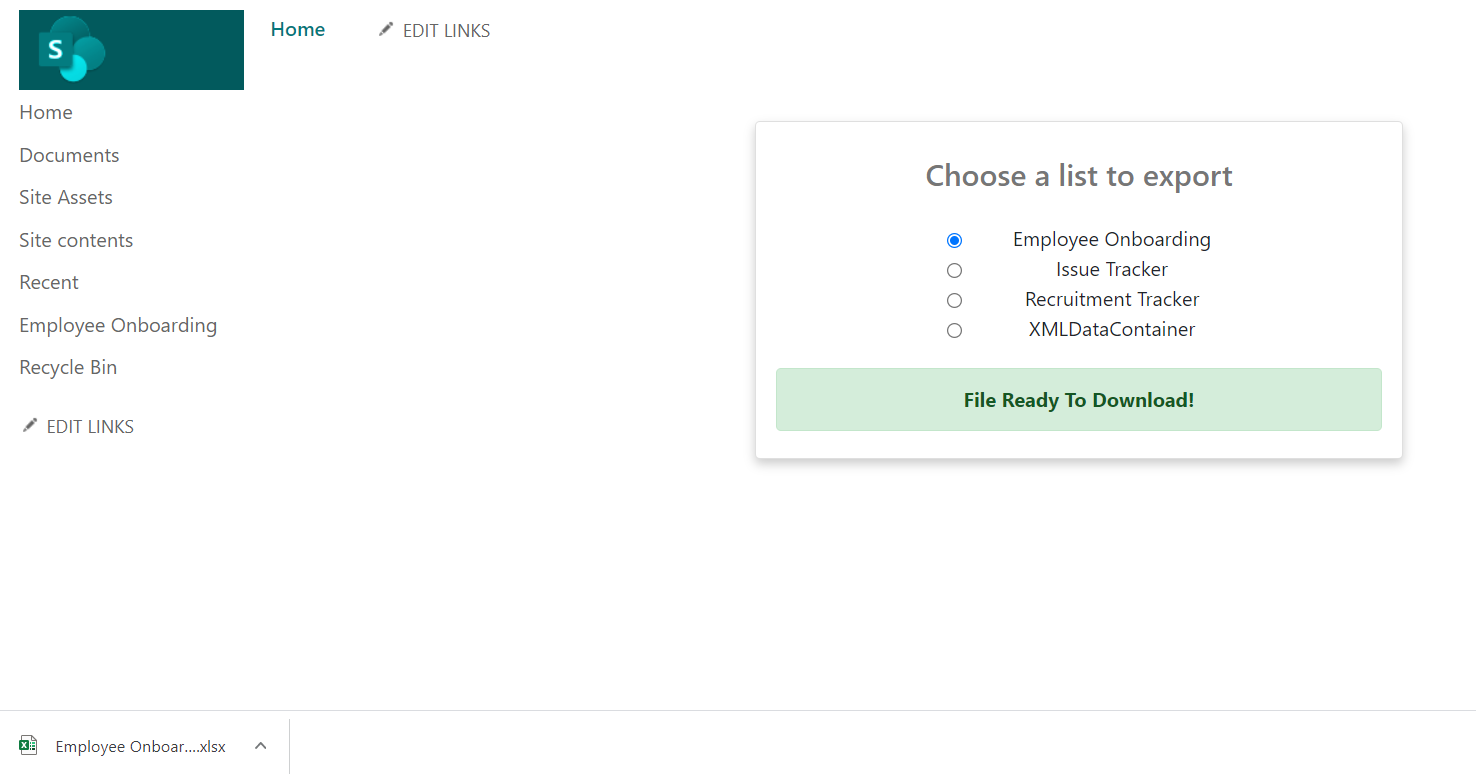 S
Home
EDIT LINKS
Home
Documents
Site Assets
Site contents
Recent
Employee Onboarding
Recycle Bin
EDIT LINKS
Choose a list to export
Employee Onboarding
Issue Tracker
Recruitment Tracker
XMLDataContainer
File Ready To Download!
Employee Onboar....xlsx